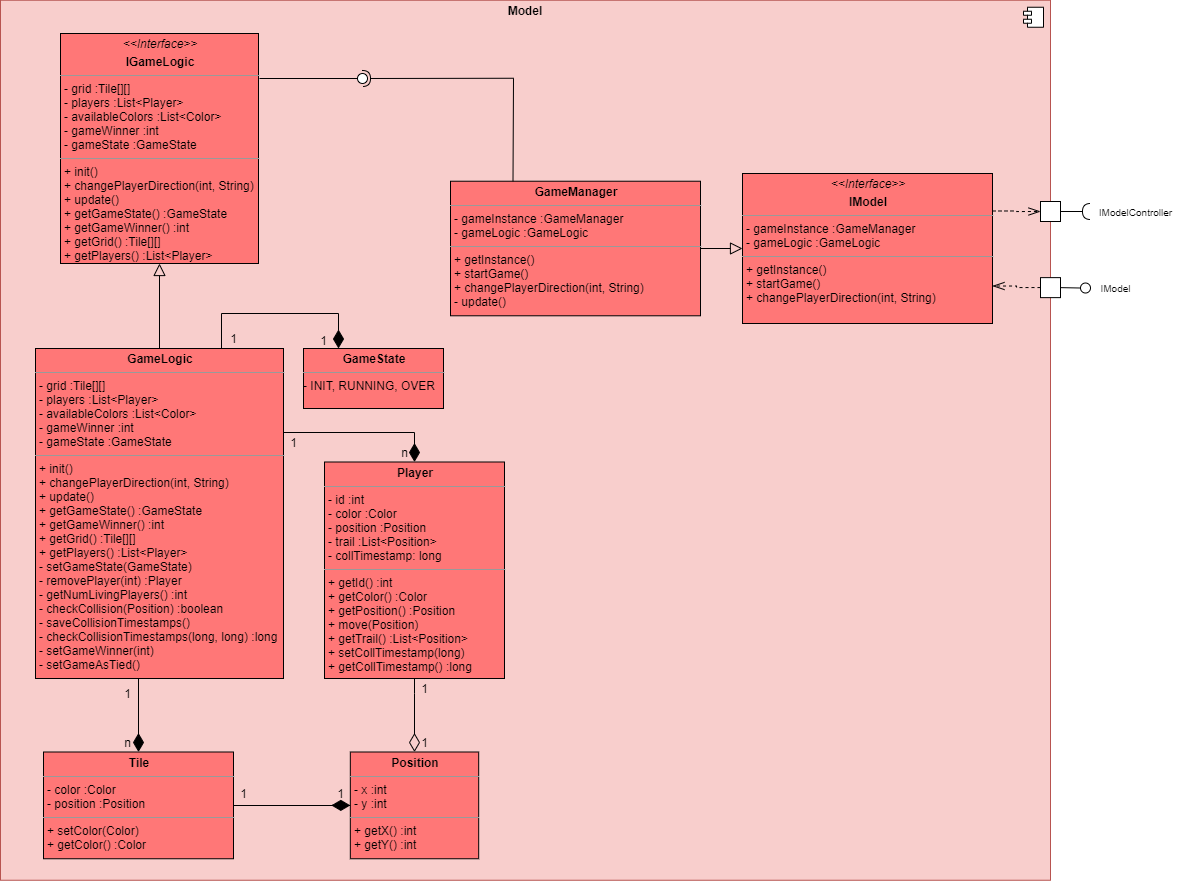 Model
<<Interface>>
IGameLogic
- grid :Tile[][]
- players :List<Player>
- availableColors :List<Color>
- gameWinner :int
- gameState :GameState
+ init()
+ changePlayerDirection(int, String)
+ update()
+ getGameState() :GameState
+ getGameWinner() :int
+ getGrid() :Tile[][]
+ getPlayers() :List<Player>
GameManager
- gameInstance :GameManager
- gameLogic :GameLogic
+ getInstance()
+ startGame()
+ changePlayerDirection(int, String)
- update()
<<Interface>>
IModel
- gameInstance :GameManager
- gameLogic :GameLogic
+ getInstance()
+ startGame()
+ changePlayerDirection(int, String)
IModelController
IModel
1
1
GameLogic
- grid :Tile[][]
- players :List<Player>
- availableColors :List<Color>
- gameWinner :int
- gameState :GameState
+ init()
+ changePlayerDirection(int, String)
+ update()
+ getGameState() :GameState
+ getGameWinner() :int
+ getGrid() :Tile[][]
+ getPlayers() :List<Player>
- setGameState(GameState)
- removePlayer(int) :Player
- getNumLivingPlayers() :int
- checkCollision(Position) :boolean
- saveCollisionTimestamps()
- checkCollisionTimestamps(long, long) :long
- setGameWinner(int)
- setGameAsTied()
GameState
- INIT, RUNNING, OVER
1
n
Player
- id :int
- color :Color
- position :Position
- trail :List<Position>
- collTimestamp: long
+ getId() :int
+ getColor() :Color
+ getPosition() :Position
+ move(Position)
+ getTrail() :List<Position>
+ setCollTimestamp(long)
+ getCollTimestamp() :long
1
n
1
1
Tile
- color :Color
- position :Position
+ setColor(Color)
+ getColor() :Color
1
1
Position
- x :int
- y :int
+ getX() :int
+ getY() :int